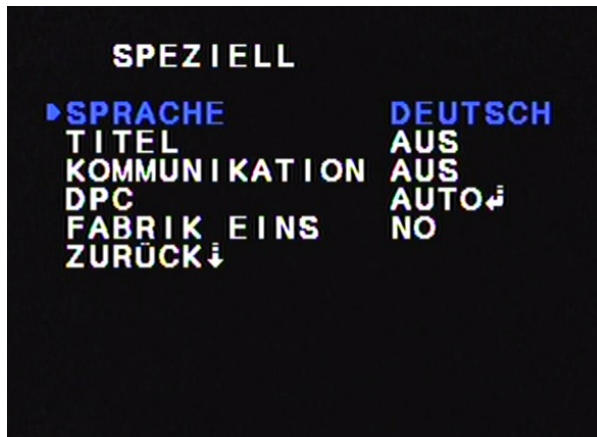 SPEZIELL
SPRACHE DEUTSCH
TITEL AUS
KOMMUNIKATION AUS
DPC AUTO↲
FABRIK EINS NO
ZURÜCK↓